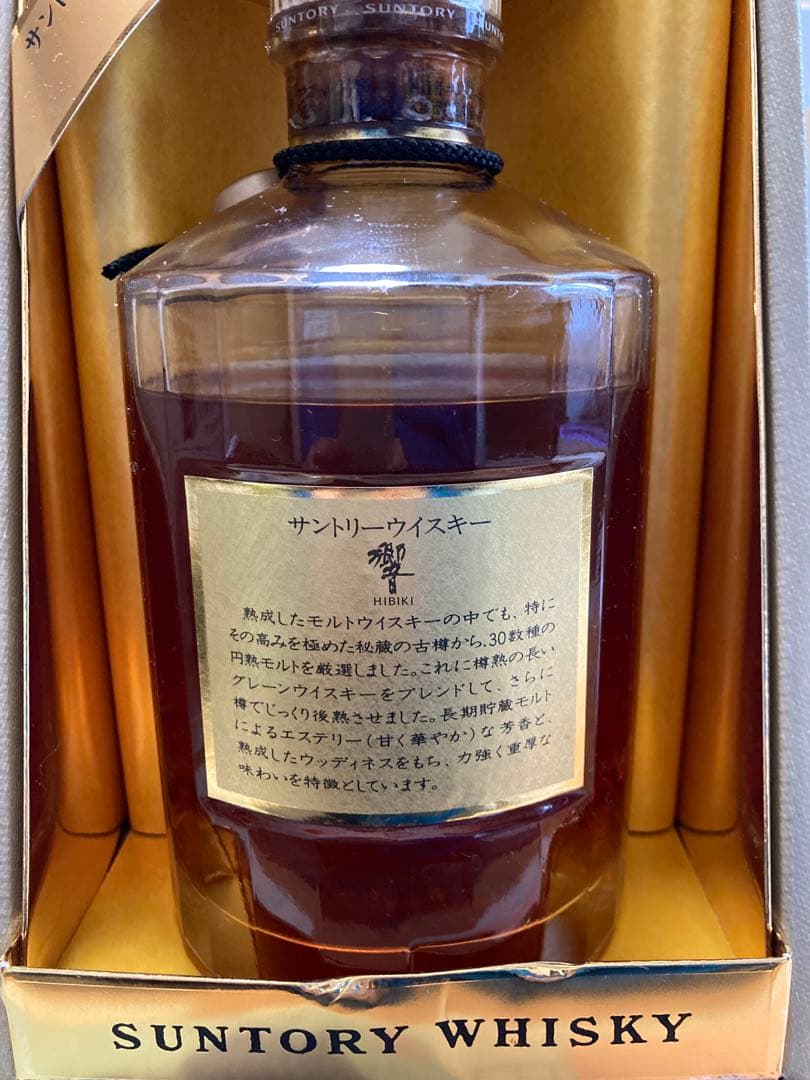 サント
SUNTORY SUNTORY SUNTORY
サントリーウイスキー
響
HIBIKI
熟成したモルトウイスキーの中でも、特に
その高みを極めた秘蔵の古樽から、30数種の
円熟モルトを厳選しました。これに樽熟の長い
グレーンウイスキーをブレンドして、さらに
樽でじっくり後熟させました。長期貯蔵モルト
によるエステリー(甘く華やか)な芳香と、
熟成したウッディネスをもち、力強く重厚な
味わいを特徴としています。
SUNTORY WHISKY